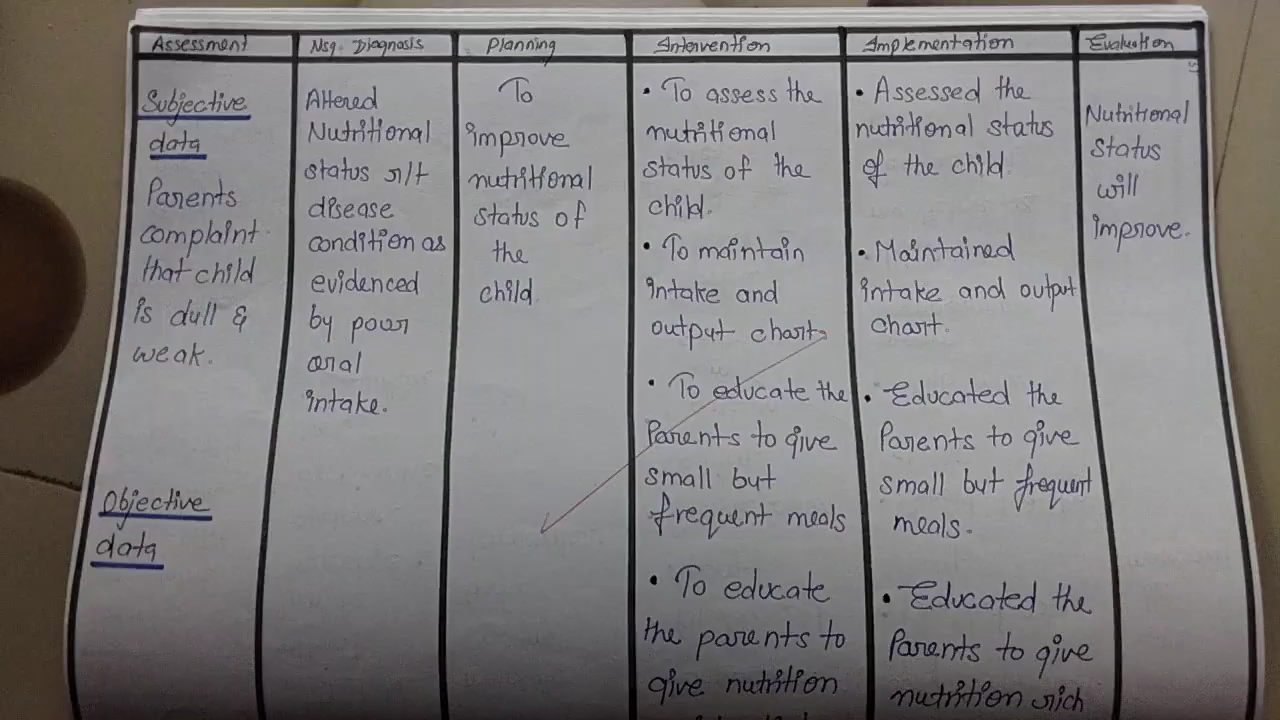 Assessment
Nsg. Diagnosis
Planning
Intervention
Implementation
Evaluation
Subjective
data
Parents
complaint
that child
is dull &
weak.
Objective
data
Altered
Nutritional
status r/t
disease
condition as
evidenced
by poor
oral
intake.
To
improve
nutritional
status of
the
child
• To assess the
nutritional
status of the
child.
• To maintain
intake and
output chart.
• To educate the
Parents to give
small but
frequent meals
• To educate
the parents to
give nutrition
• Assessed the
nutritional status
of the child.
• Maintained
intake and output
chart.
• Educated the
Parents to give
small but frequent
meals.
• Educated the
Parents to give
nutrition rich
Nutritional
Status
will
improve.